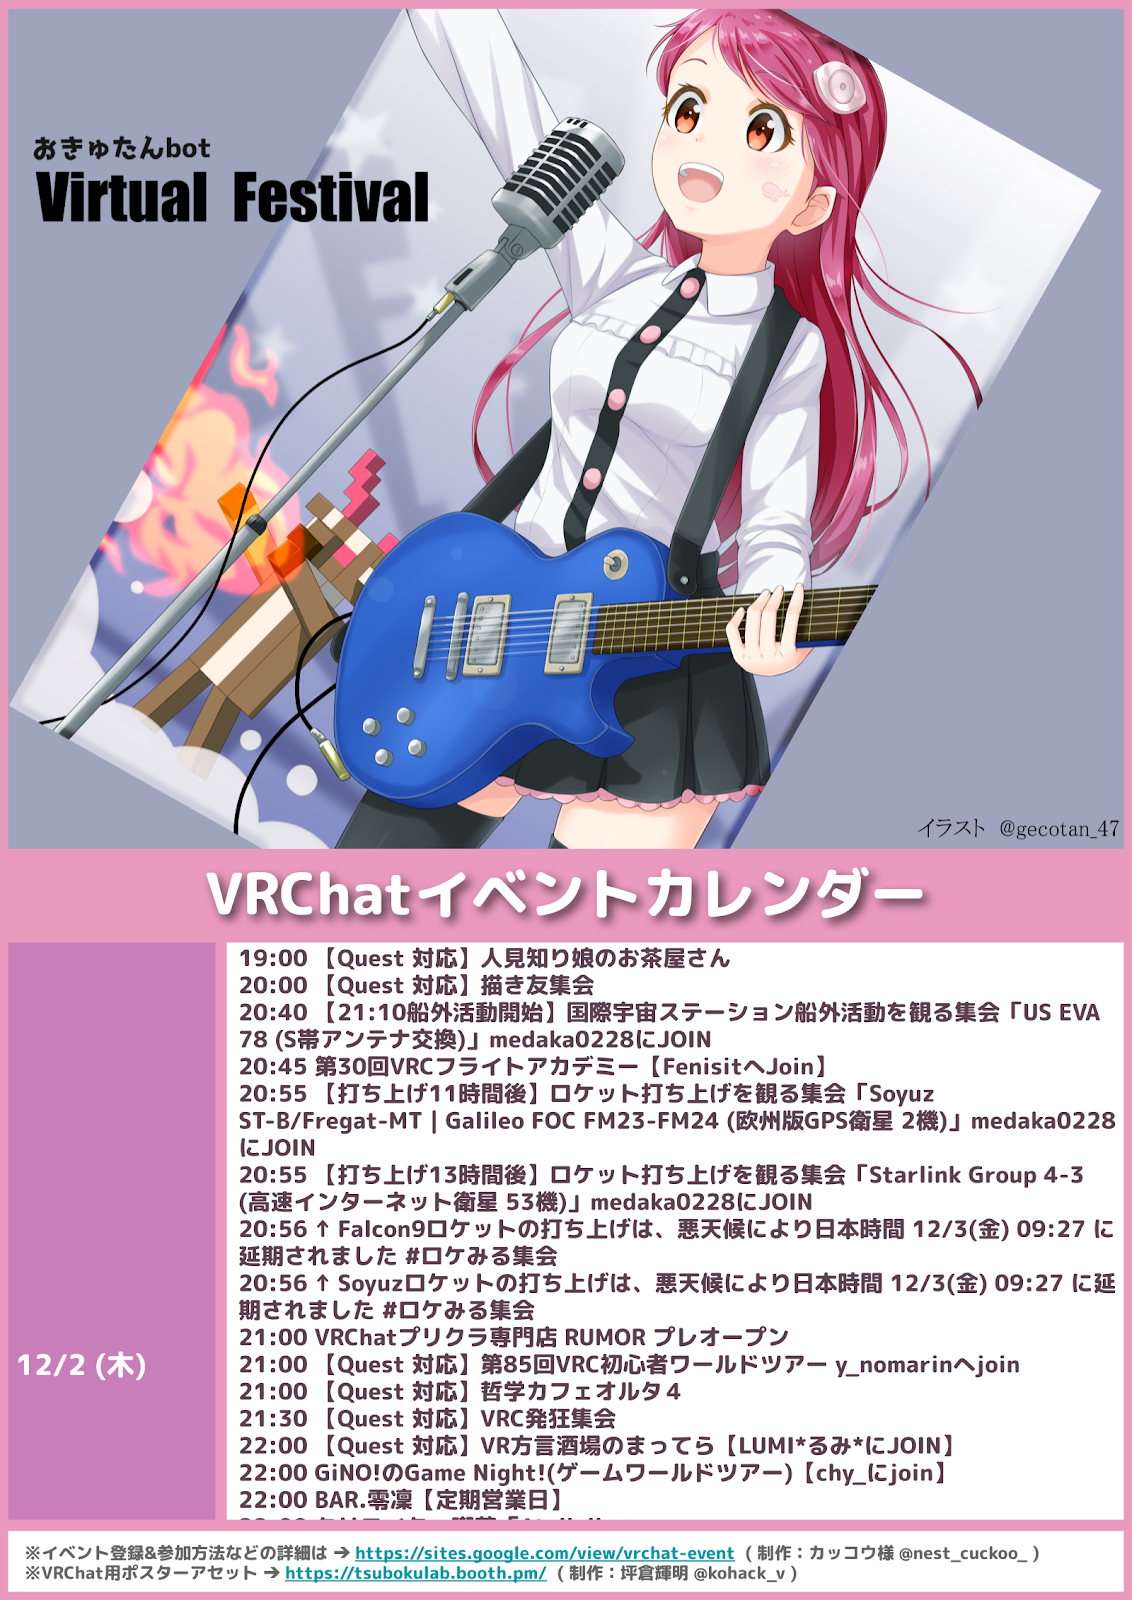 おきゅたんbot
Virtual Festival
イラスト @gecotan_47
VRChatイベントカレンダー
12/2 (木)
19:00 【Quest 対応】人見知り娘のお茶屋さん
20:00 【Quest 対応】描き友集会
20:40 【21:10船外活動開始】国際宇宙ステーション船外活動を観る集会「US EVA
78 (S帯アンテナ交換)」medaka0228にJOIN
20:45 第30回VRCフライトアカデミー【FenisitへJoin】
20:55 【打ち上げ11時間後】ロケット打ち上げを観る集会「Soyuz
ST-B/Fregat-MT | Galileo FOC FM23-FM24 (欧州版GPS衛星 2機)」medaka0228
にJOIN
20:55 【打ち上げ13時間後】ロケット打ち上げを観る集会「Starlink Group 4-3
(高速インターネット衛星 53機)」medaka0228にJOIN
20:56 ↑ Falcon9ロケットの打ち上げは、悪天候により日本時間 12/3(金) 09:27 に
延期されました #ロケみる集会
20:56 ↑ Soyuzロケットの打ち上げは、悪天候により日本時間 12/3(金) 09:27 に延
期されました #ロケみる集会
21:00 VRChatプリクラ専門店 RUMOR プレオープン
21:00 【Quest 対応】第85回VRC初心者ワールドツアー y_nomarinへjoin
21:00 【Quest 対応】哲学カフェオルタ４
21:30 【Quest 対応】VRC発狂集会
22:00 【Quest 対応】VR方言酒場のまってら【LUMI*るみ*にJOIN】
22:00 GiNO!のGame Night!(ゲームワールドツアー)【chy_にjoin】
22:00 BAR.零凜【定期営業日】
※イベント登録&参加方法などの詳細は ➔ https://sites.google.com/view/vrchat-event ( 制作：カッコウ様 @nest_cuckoo_ )
※VRChat用ポスターアセット ➔ https://tsubokulab.booth.pm/ ( 制作：坪倉輝明 @kohack_v )